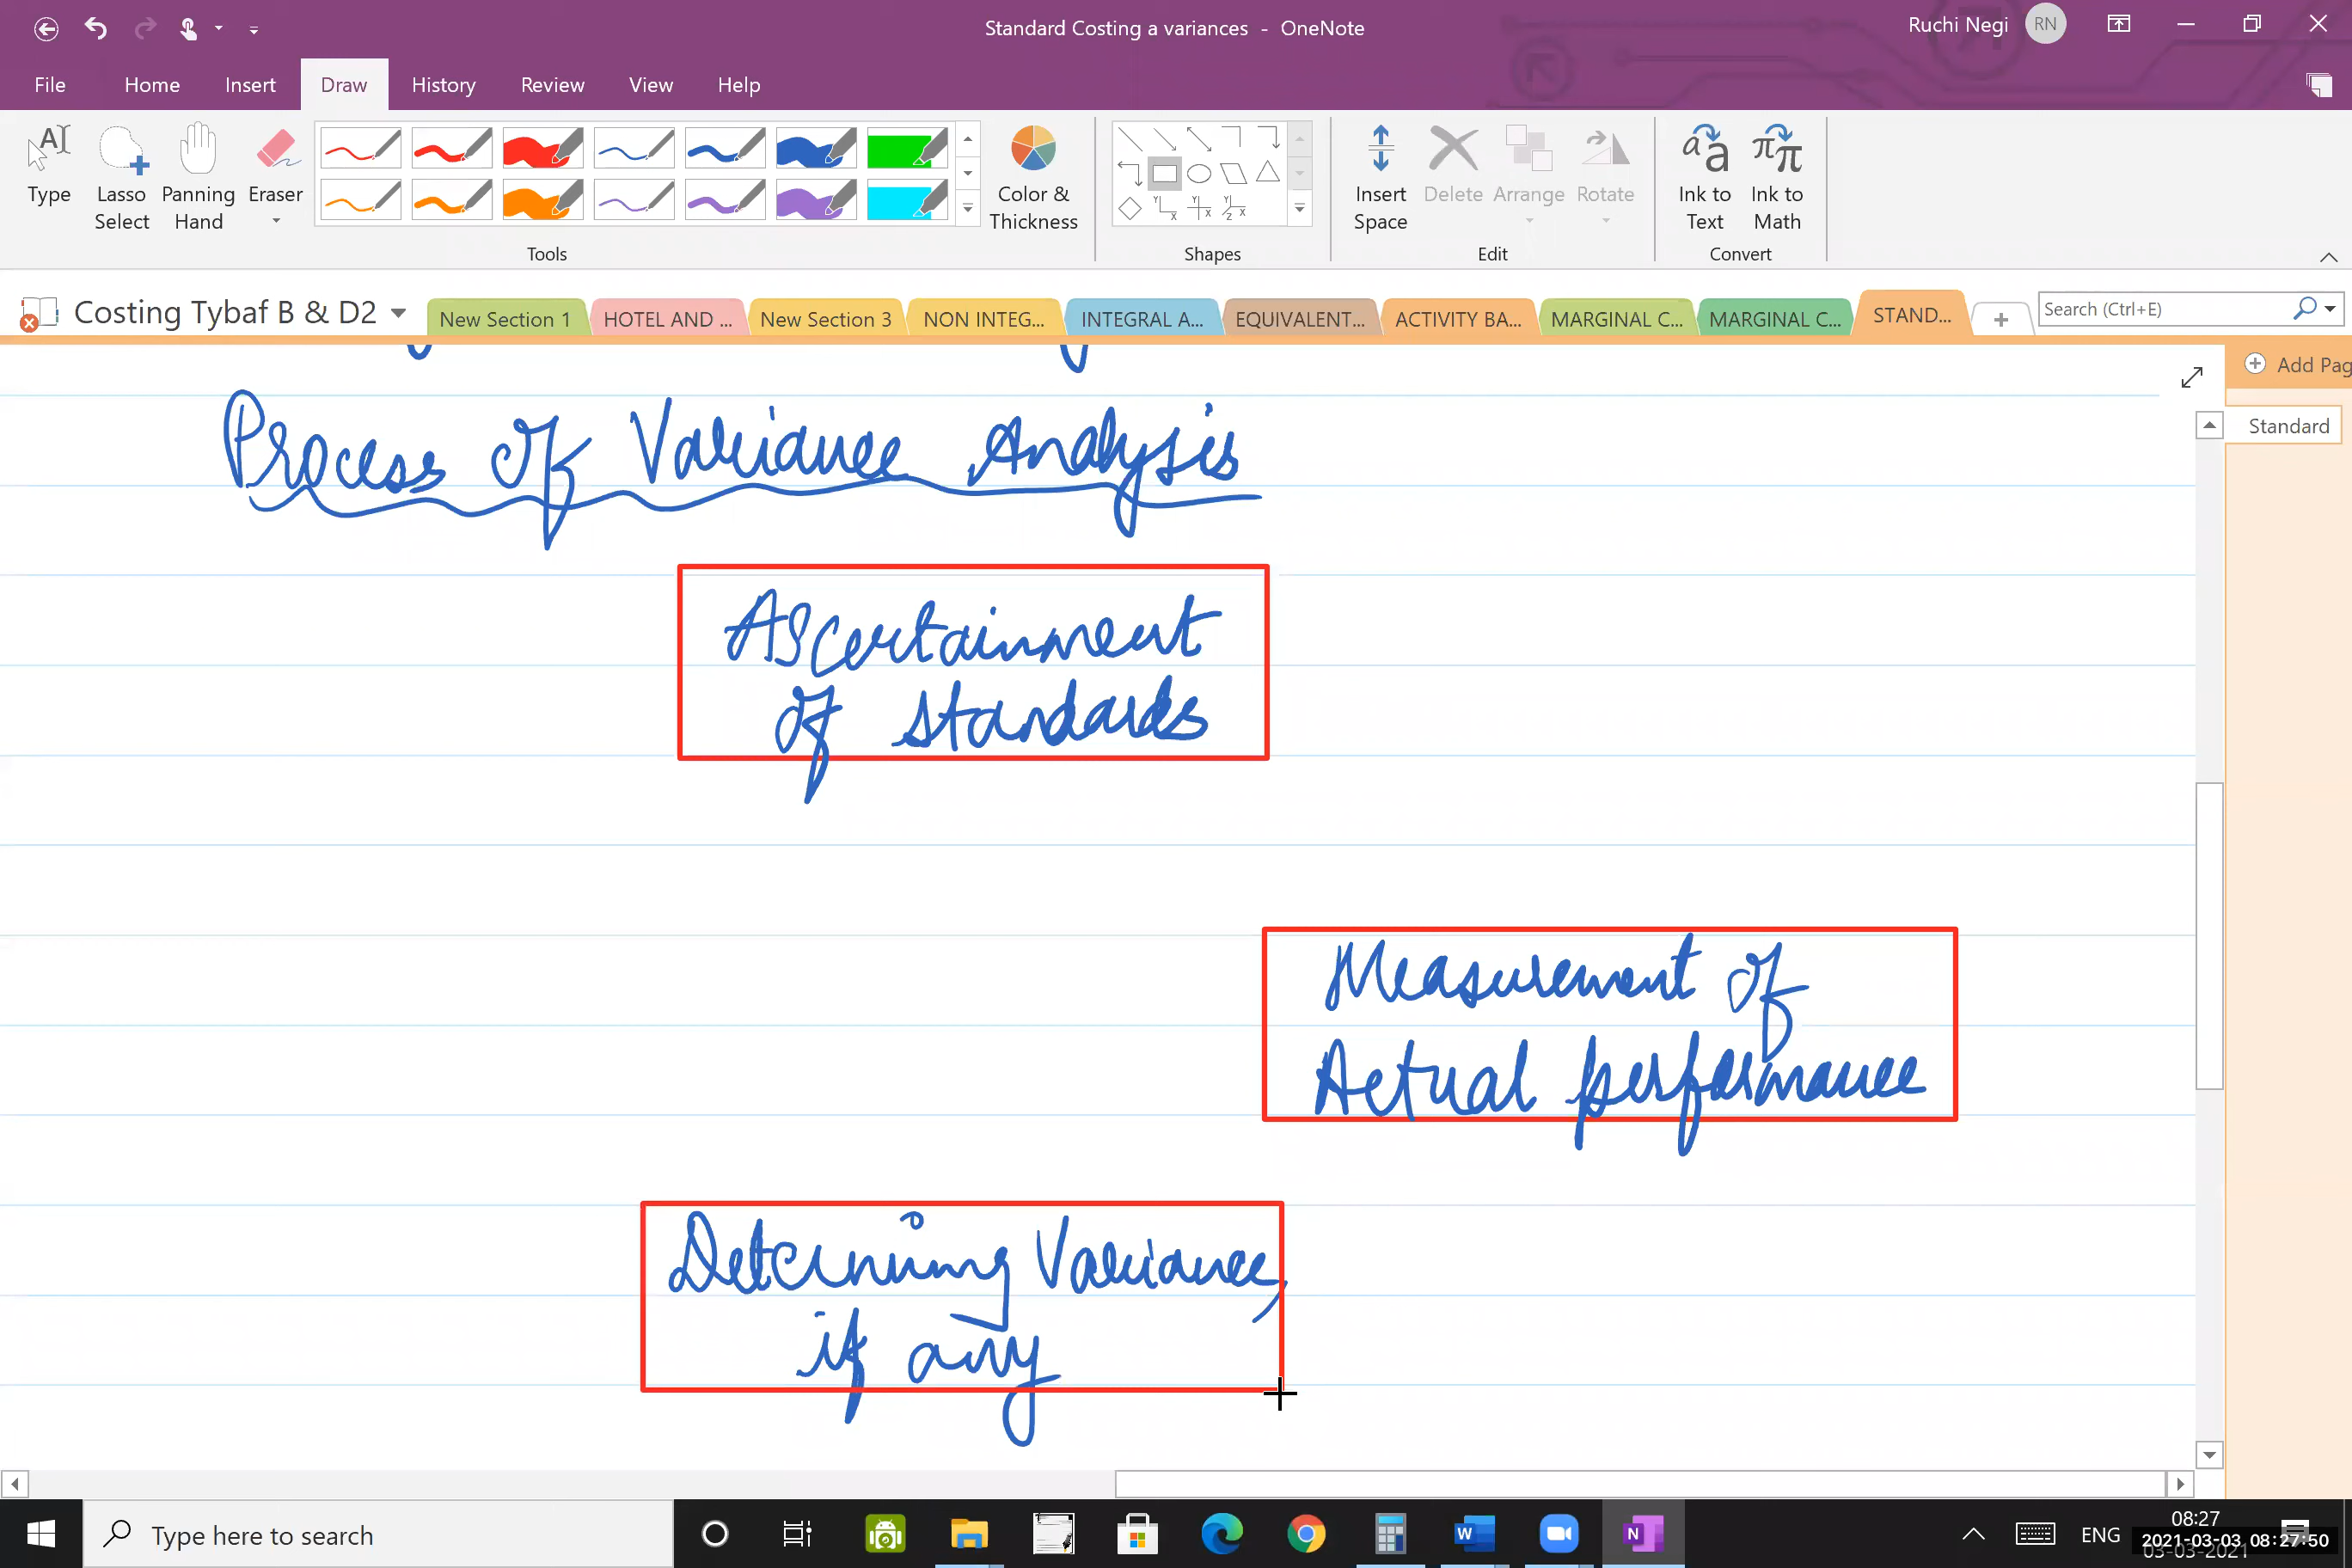 Standard Costing a variances - OneNote
Ruchi Negi RN
File Home Insert Draw History Review View Help
Type
Lasso Select
Panning Hand
Eraser
Color & Thickness
Insert Space
Delete
Arrange
Rotate
Ink to Text
Ink to Math
Tools Shapes Edit Convert
Costing Tybaf B & D2
New Section 1 HOTEL AND ... New Section 3 NON INTEG... INTEGRAL A... EQUIVALENT... ACTIVITY BA... MARGINAL C... MARGINAL C... STAND...
Search (Ctrl+E)
Add Pag
Standard
Process Of Variance Analysis
Ascertainment
of standards
Measurement of
Actual performance
Determing Variance,
if any
Type here to search
ENG
08:27
03-03-2021
2021-03-03 08:27:50